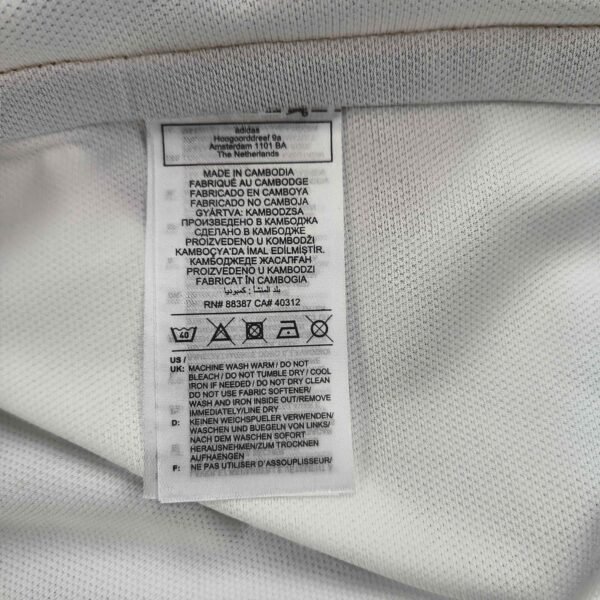 adidas
Hoogoorddreef 9a
Amsterdam 1101 BA
The Netherlands
MADE IN CAMBODIA
FABRIQUÉ AU CAMBODGE
FABRICADO EN CAMBOYA
FABRICADO NO CAMBOJA
GYÁRTVA: KAMBODZSA
ПРОИЗВЕДЕНО В КАМБОДЖА
СДЕЛАНО В КАМБОДЖЕ
PROIZVEDENO U KOMBODŽI
KAMBOÇYA'DA İMAL EDİLMİŞTİR.
КАМБОДЖЕДЕ ЖАСАЛҒАН
PROIZVEDENO U KAMBODŽI
FABRICAT ÎN CAMBOGIA
بلد المنشأ : كمبوديا
RN# 88387 CA# 40312
40
US /
UK: MACHINE WASH WARM / DO NOT
BLEACH / DO NOT TUMBLE DRY / COOL
IRON IF NEEDED / DO NOT DRY CLEAN
DO NOT USE FABRIC SOFTENER/
WASH AND IRON INSIDE OUT/REMOVE
IMMEDIATELY/LINE DRY
D: KEINEN WEICHSPUELER VERWENDEN/
WASCHEN UND BUEGELN VON LINKS/
NACH DEM WASCHEN SOFORT
HERAUSNEHMEN/ZUM TROCKNEN
AUFHAENGEN
F: NE PAS UTILISER D'ASSOUPLISEUR/